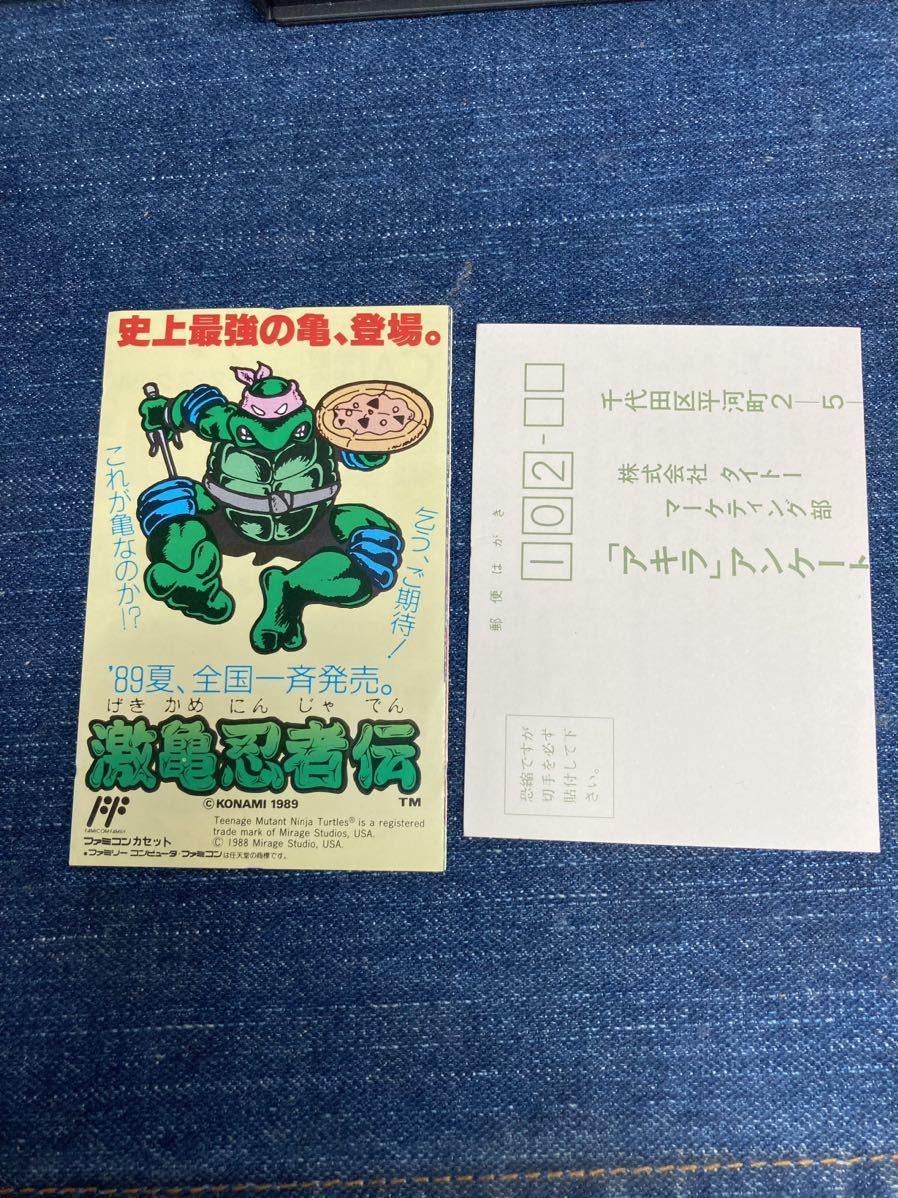 史上最強の亀、登場。
これが亀なのか!?
乞う、ご期待!
'89夏、全国一斉発売。
げき かめ にん じゃ でん
激亀忍者伝
TM
©KONAMI 1989
Teenage Mutant Ninja Turtles® is a registered
trade mark of Mirage Studios, USA.
© 1988 Mirage Studio, USA.
FAMICOM FAMILY
ファミコンカセット
*ファミリーコンピュータ・ファミコンは任天堂の商標です。
郵便はがき
102-
千代田区平河町2-5-
株式会社 タイトー
マーケティング部
「アキラ」アンケート
恐縮ですが
切手を必ず
貼付して下
さい。